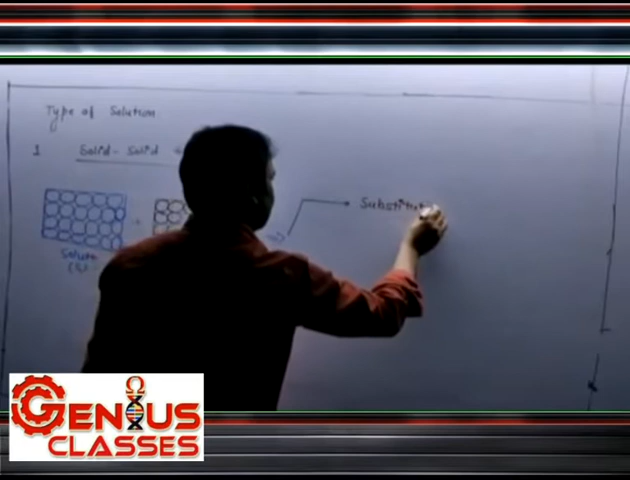 Type of Solution
1 Solid - Solid
Substitut
Solute
(S)
GENIUS
CLASSES